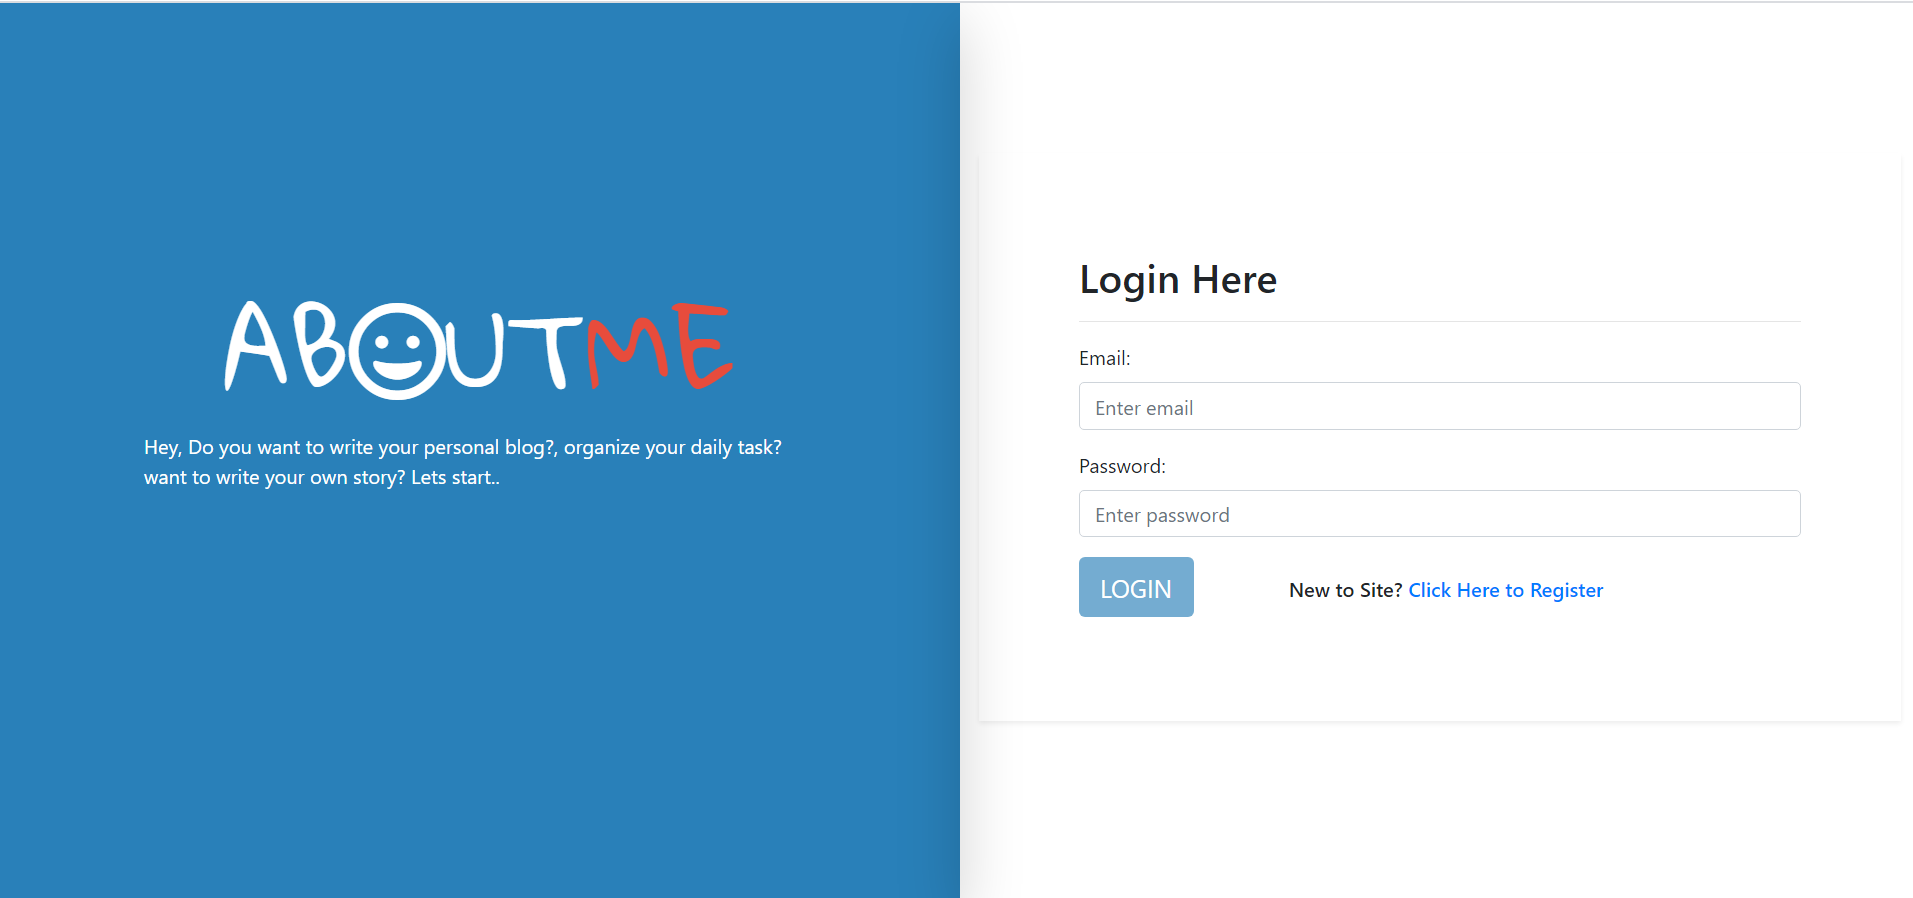 ABOUTME
Hey, Do you want to write your personal blog?, organize your daily task?
want to write your own story? Lets start..
Login Here
Email:
Enter email
Password:
Enter password
LOGIN
New to Site? Click Here to Register